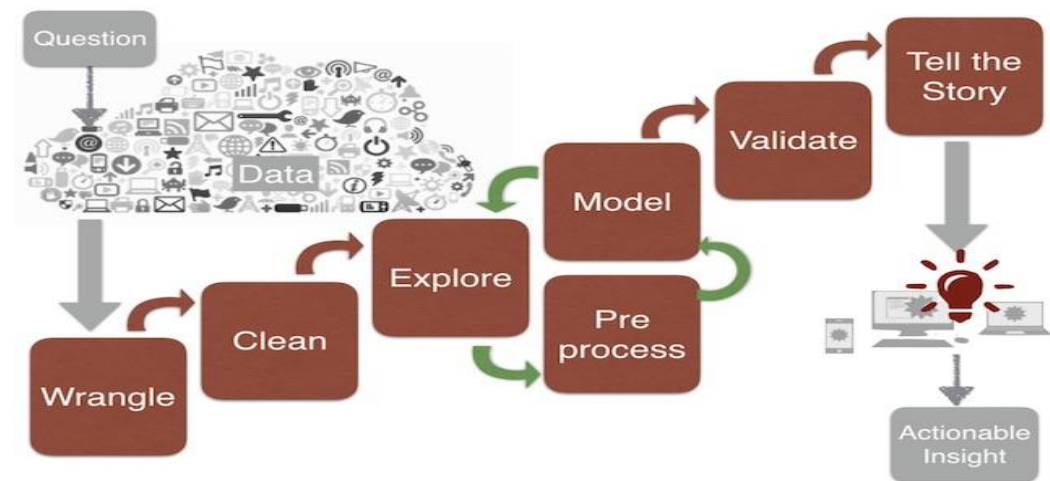 Question
Data
Wrangle
Clean
Explore
Pre
process
Model
Validate
Tell the
Story
Actionable
Insight